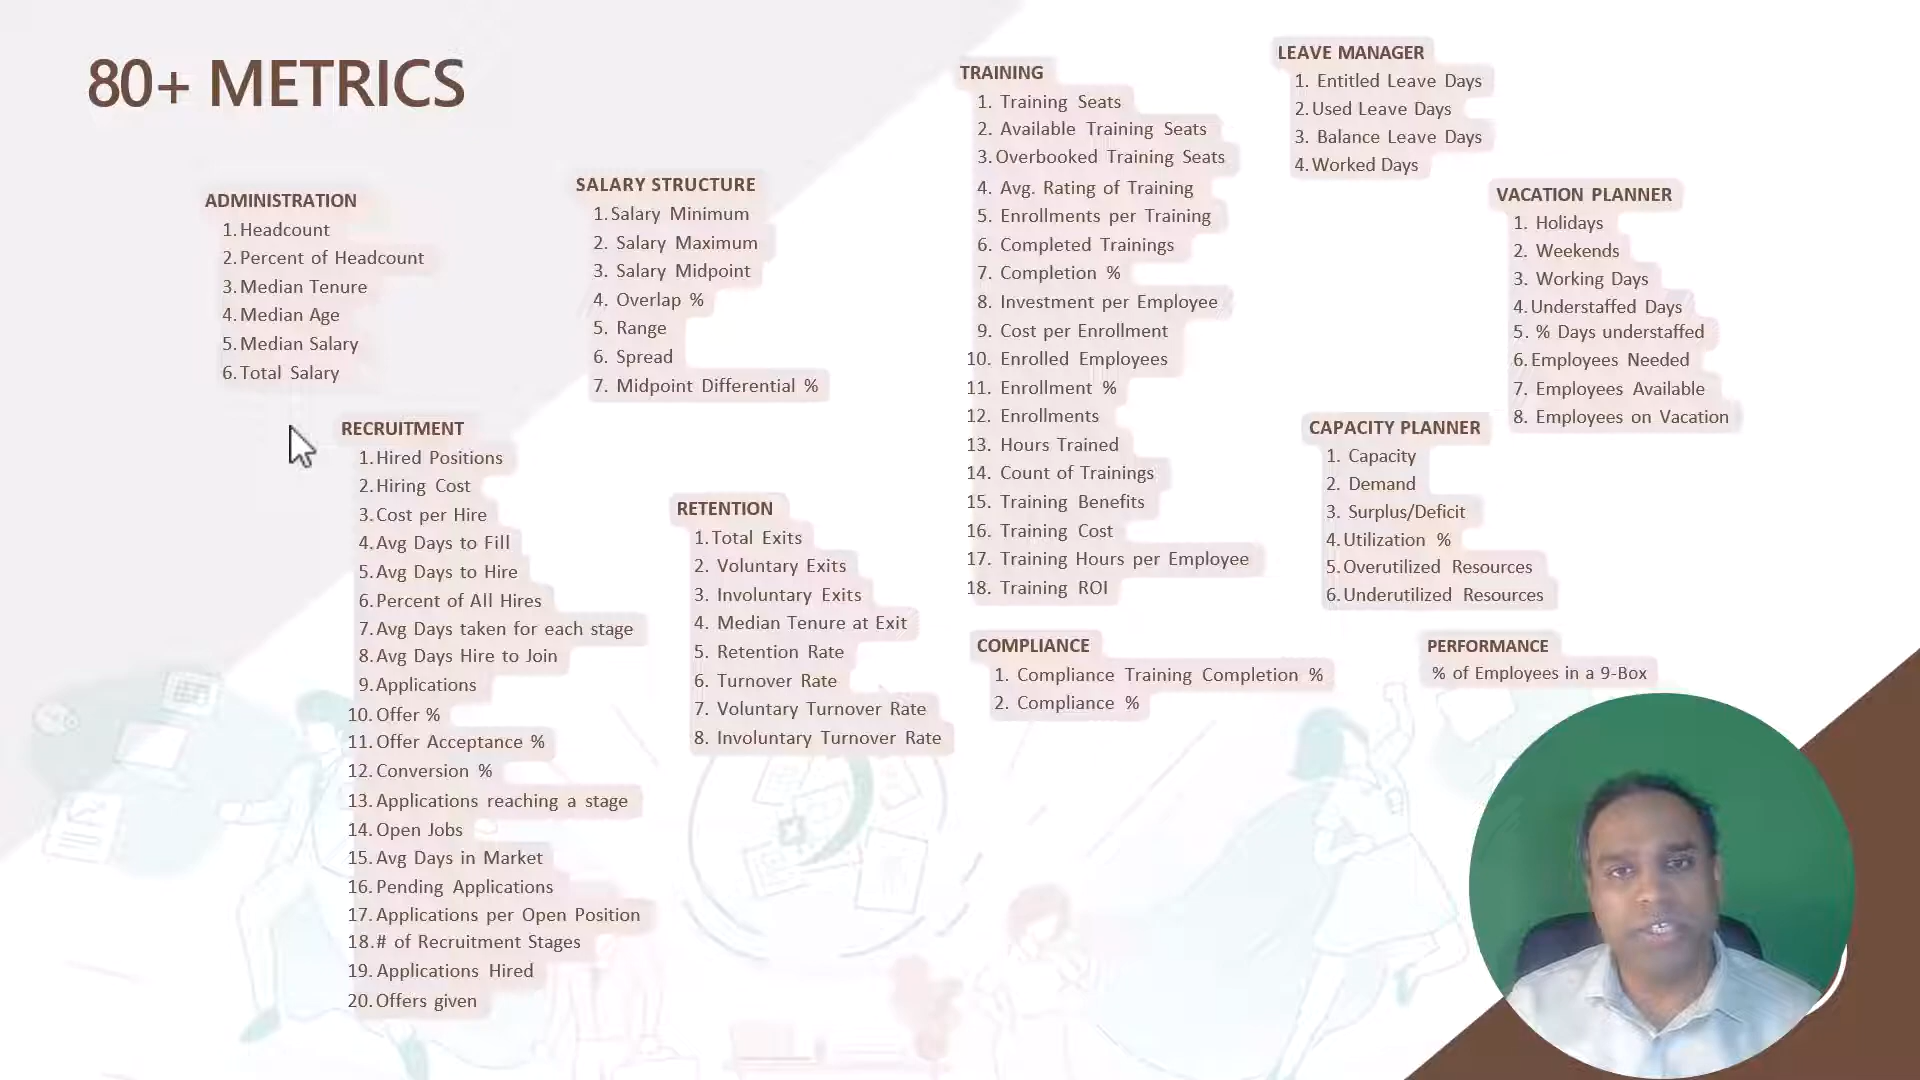 80+ METRICS
ADMINISTRATION
1. Headcount
2. Percent of Headcount
3. Median Tenure
4. Median Age
5. Median Salary
6. Total Salary
RECRUITMENT
1. Hired Positions
2. Hiring Cost
3. Cost per Hire
4. Avg Days to Fill
5. Avg Days to Hire
6. Percent of All Hires
7. Avg Days taken for each stage
8. Avg Days Hire to Join
9. Applications
10. Offer %
11. Offer Acceptance %
12. Conversion %
13. Applications reaching a stage
14. Open Jobs
15. Avg Days in Market
16. Pending Applications
17. Applications per Open Position
18. # of Recruitment Stages
19. Applications Hired
20. Offers given
SALARY STRUCTURE
1. Salary Minimum
2. Salary Maximum
3. Salary Midpoint
4. Overlap %
5. Range
6. Spread
7. Midpoint Differential %
RETENTION
1. Total Exits
2. Voluntary Exits
3. Involuntary Exits
4. Median Tenure at Exit
5. Retention Rate
6. Turnover Rate
7. Voluntary Turnover Rate
8. Involuntary Turnover Rate
TRAINING
1. Training Seats
2. Available Training Seats
3. Overbooked Training Seats
4. Avg. Rating of Training
5. Enrollments per Training
6. Completed Trainings
7. Completion %
8. Investment per Employee
9. Cost per Enrollment
10. Enrolled Employees
11. Enrollment %
12. Enrollments
13. Hours Trained
14. Count of Trainings
15. Training Benefits
16. Training Cost
17. Training Hours per Employee
18. Training ROI
COMPLIANCE
1. Compliance Training Completion %
2. Compliance %
LEAVE MANAGER
1. Entitled Leave Days
2. Used Leave Days
3. Balance Leave Days
4. Worked Days
VACATION PLANNER
1. Holidays
2. Weekends
3. Working Days
4. Understaffed Days
5. % Days understaffed
6. Employees Needed
7. Employees Available
8. Employees on Vacation
CAPACITY PLANNER
1. Capacity
2. Demand
3. Surplus/Deficit
4. Utilization %
5. Overutilized Resources
6. Underutilized Resources
PERFORMANCE
% of Employees in a 9-Box